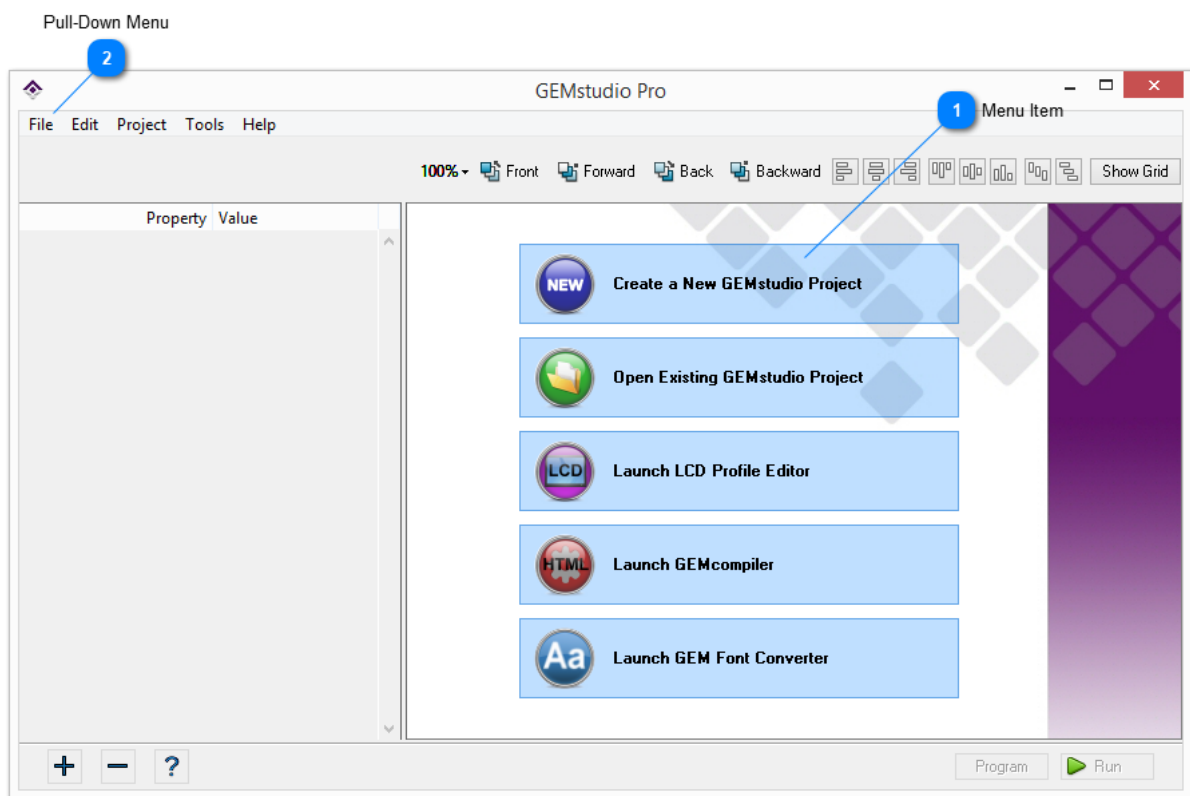 Pull-Down Menu
2
GEMstudio Pro
1 Menu Item
File Edit Project Tools Help
100% Front Forward Back Backward Show Grid
Property Value
NEW Create a New GEMstudio Project
Open Existing GEMstudio Project
LCD Launch LCD Profile Editor
HTML Launch GEMcompiler
Aa Launch GEM Font Converter
? Program Run